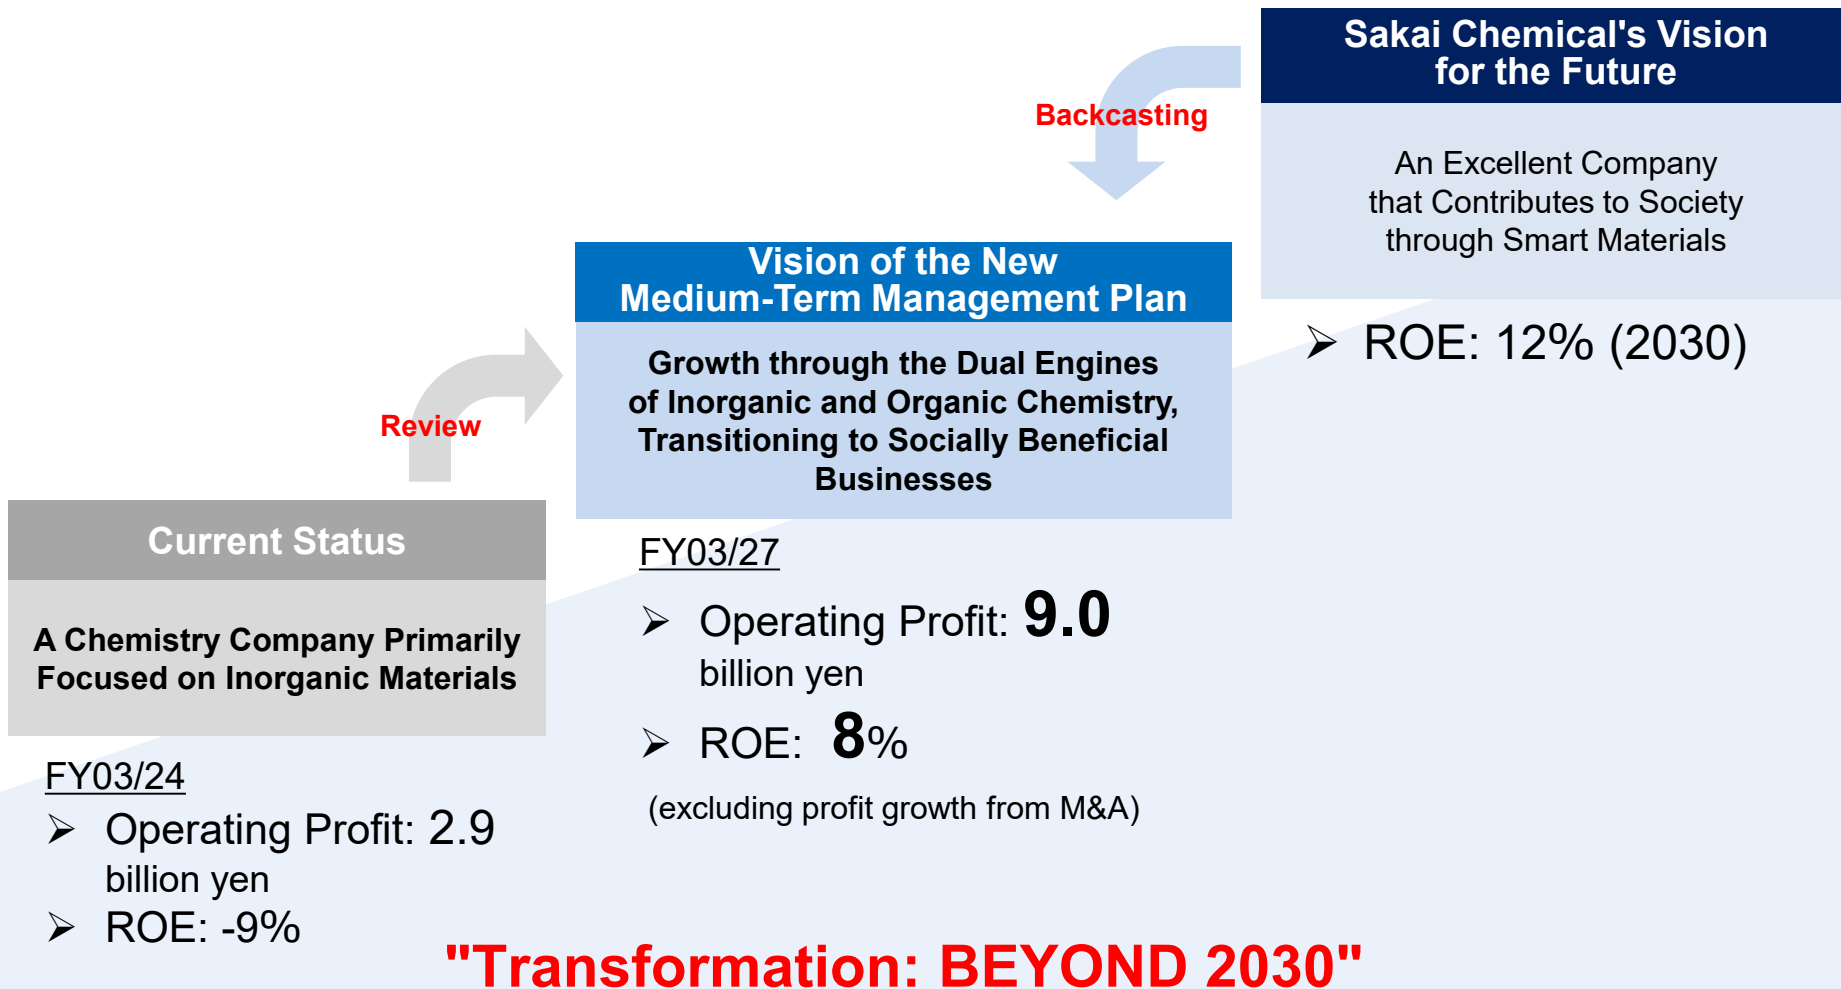 Sakai Chemical's Vision
for the Future
Backcasting
An Excellent Company
that Contributes to Society
through Smart Materials
ROE: 12% (2030)
Vision of the New
Medium-Term Management Plan
Growth through the Dual Engines
of Inorganic and Organic Chemistry,
Transitioning to Socially Beneficial
Businesses
Review
FY03/27
Operating Profit: 9.0
billion yen
ROE: 8%
(excluding profit growth from M&A)
Current Status
A Chemistry Company Primarily
Focused on Inorganic Materials
FY03/24
Operating Profit: 2.9
billion yen
ROE: -9%
"Transformation: BEYOND 2030"